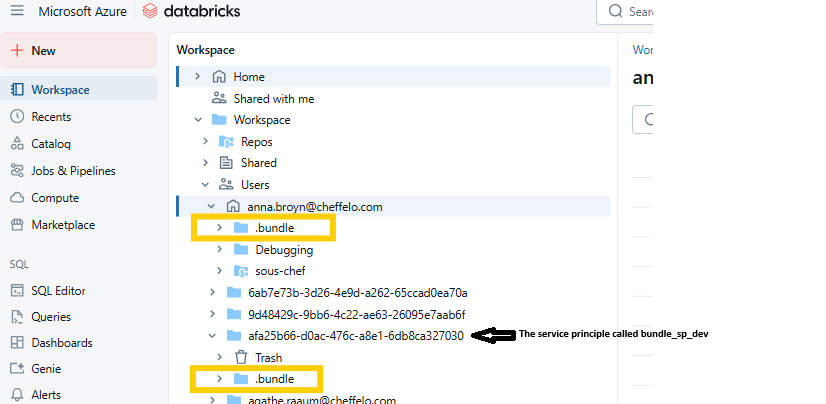 Microsoft Azure
databricks
Sear
New
Workspace
Recents
Catalog
Jobs & Pipelines
Compute
Marketplace
SQL
SQL Editor
Queries
Dashboards
Genie
Alerts
Workspace
Home
Shared with me
Workspace
Repos
Shared
Users
anna.broyn@cheffelo.com
.bundle
Debugging
sous-chef
6ab7e73b-3d26-4e9d-a262-65ccad0ea70a
9d48429c-9bb6-4c22-ae63-26095e7aab6f
afa25b66-d0ac-476c-a8e1-6db8ca327030
The service principle called bundle_sp_dev
Trash
.bundle
agathe.raaum@cheffelo.com
Wor
an